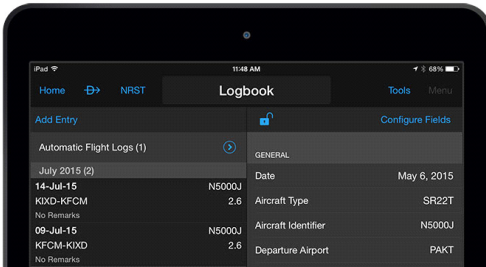 iPad 11:48 AM 68%
Home NRST Logbook Tools Menu
Add Entry
Automatic Flight Logs (1)
July 2015 (2)
14-Jul-15 N5000J
KIXD-KFCM 2.6
No Remarks
09-Jul-15 N5000J
KFCM-KIXD 2.6
No Remarks
Configure Fields
GENERAL
Date May 6, 2015
Aircraft Type SR22T
Aircraft Identifier N5000J
Departure Airport PAKT